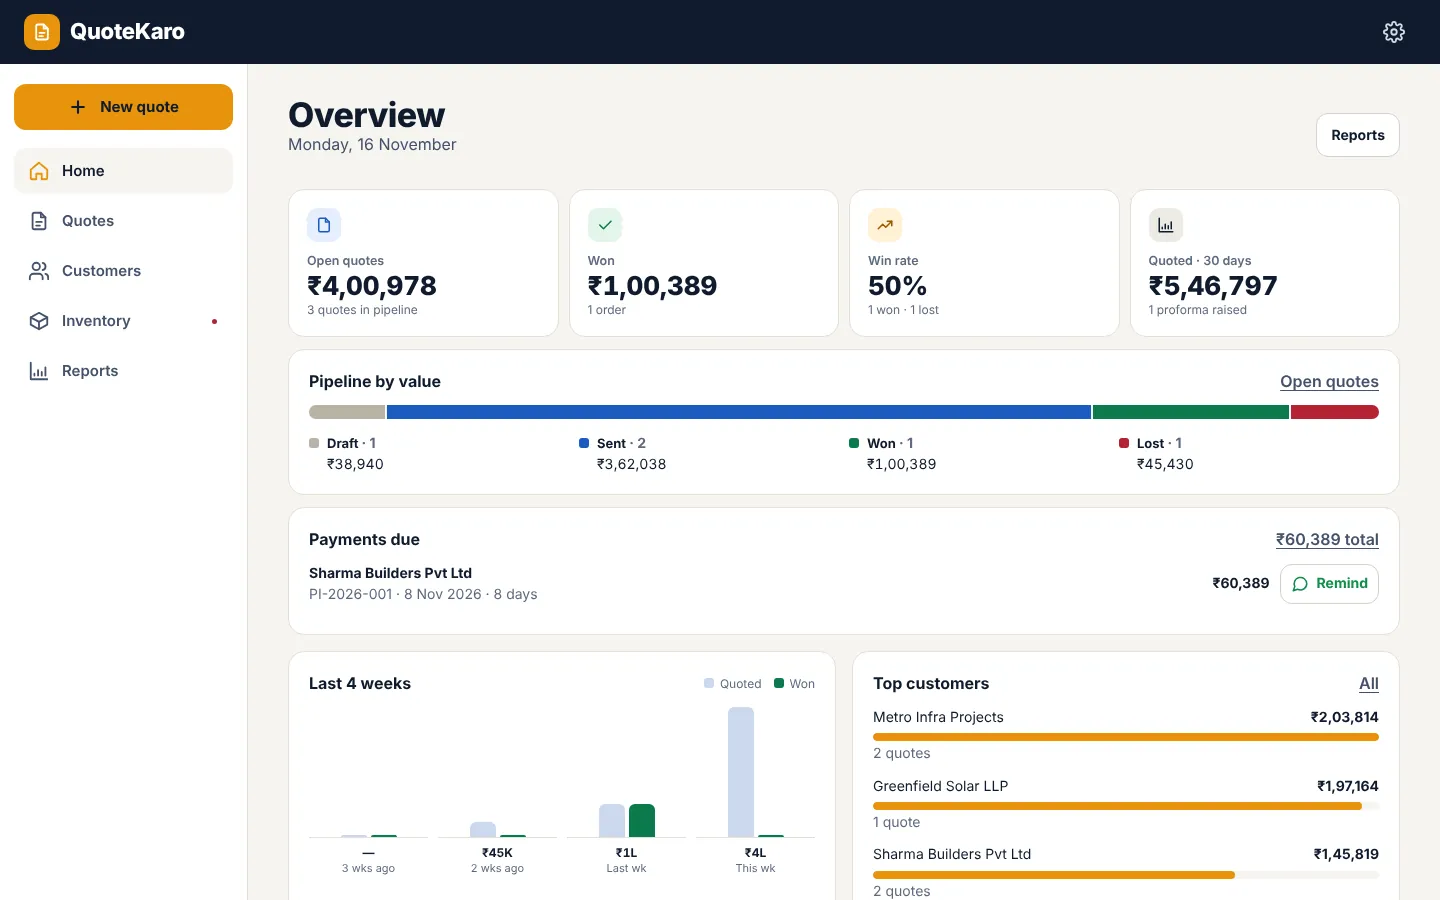 QuoteKaro
New quote
Home
Quotes
Customers
Inventory
Reports
Overview
Monday, 16 November
Reports
Open quotes
₹4,00,978
3 quotes in pipeline
Won
₹1,00,389
1 order
Win rate
50%
1 won · 1 lost
Quoted · 30 days
₹5,46,797
1 proforma raised
Pipeline by value
Open quotes
Draft · 1
₹38,940
Sent · 2
₹3,62,038
Won · 1
₹1,00,389
Lost · 1
₹45,430
Payments due
₹60,389 total
Sharma Builders Pvt Ltd
PI-2026-001 · 8 Nov 2026 · 8 days
₹60,389
Remind
Last 4 weeks
Quoted
Won
—
3 wks ago
₹45K
2 wks ago
₹1L
Last wk
₹4L
This wk
Top customers
All
Metro Infra Projects
₹2,03,814
2 quotes
Greenfield Solar LLP
₹1,97,164
1 quote
Sharma Builders Pvt Ltd
₹1,45,819
2 quotes